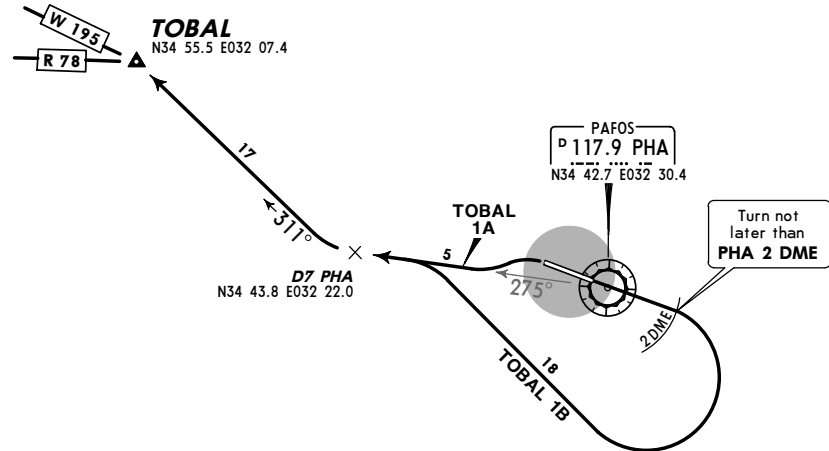 W 195
R 78
TOBAL
N34 55.5 E032 07.4
17
311°
D7 PHA
N34 43.8 E032 22.0
TOBAL
1A
5
275°
PAFOS
D 117.9 PHA
N34 42.7 E032 30.4
Turn not
later than
PHA 2 DME
2 DME
18
TOBAL 1B